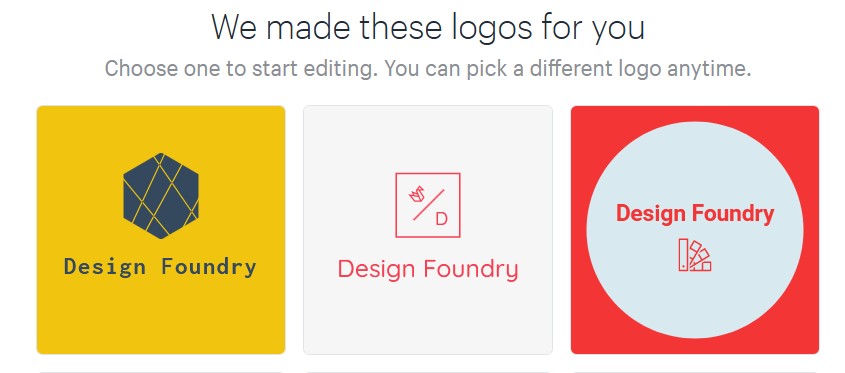 We made these logos for you
Choose one to start editing. You can pick a different logo anytime.
Design Foundry
D
Design Foundry
Design Foundry